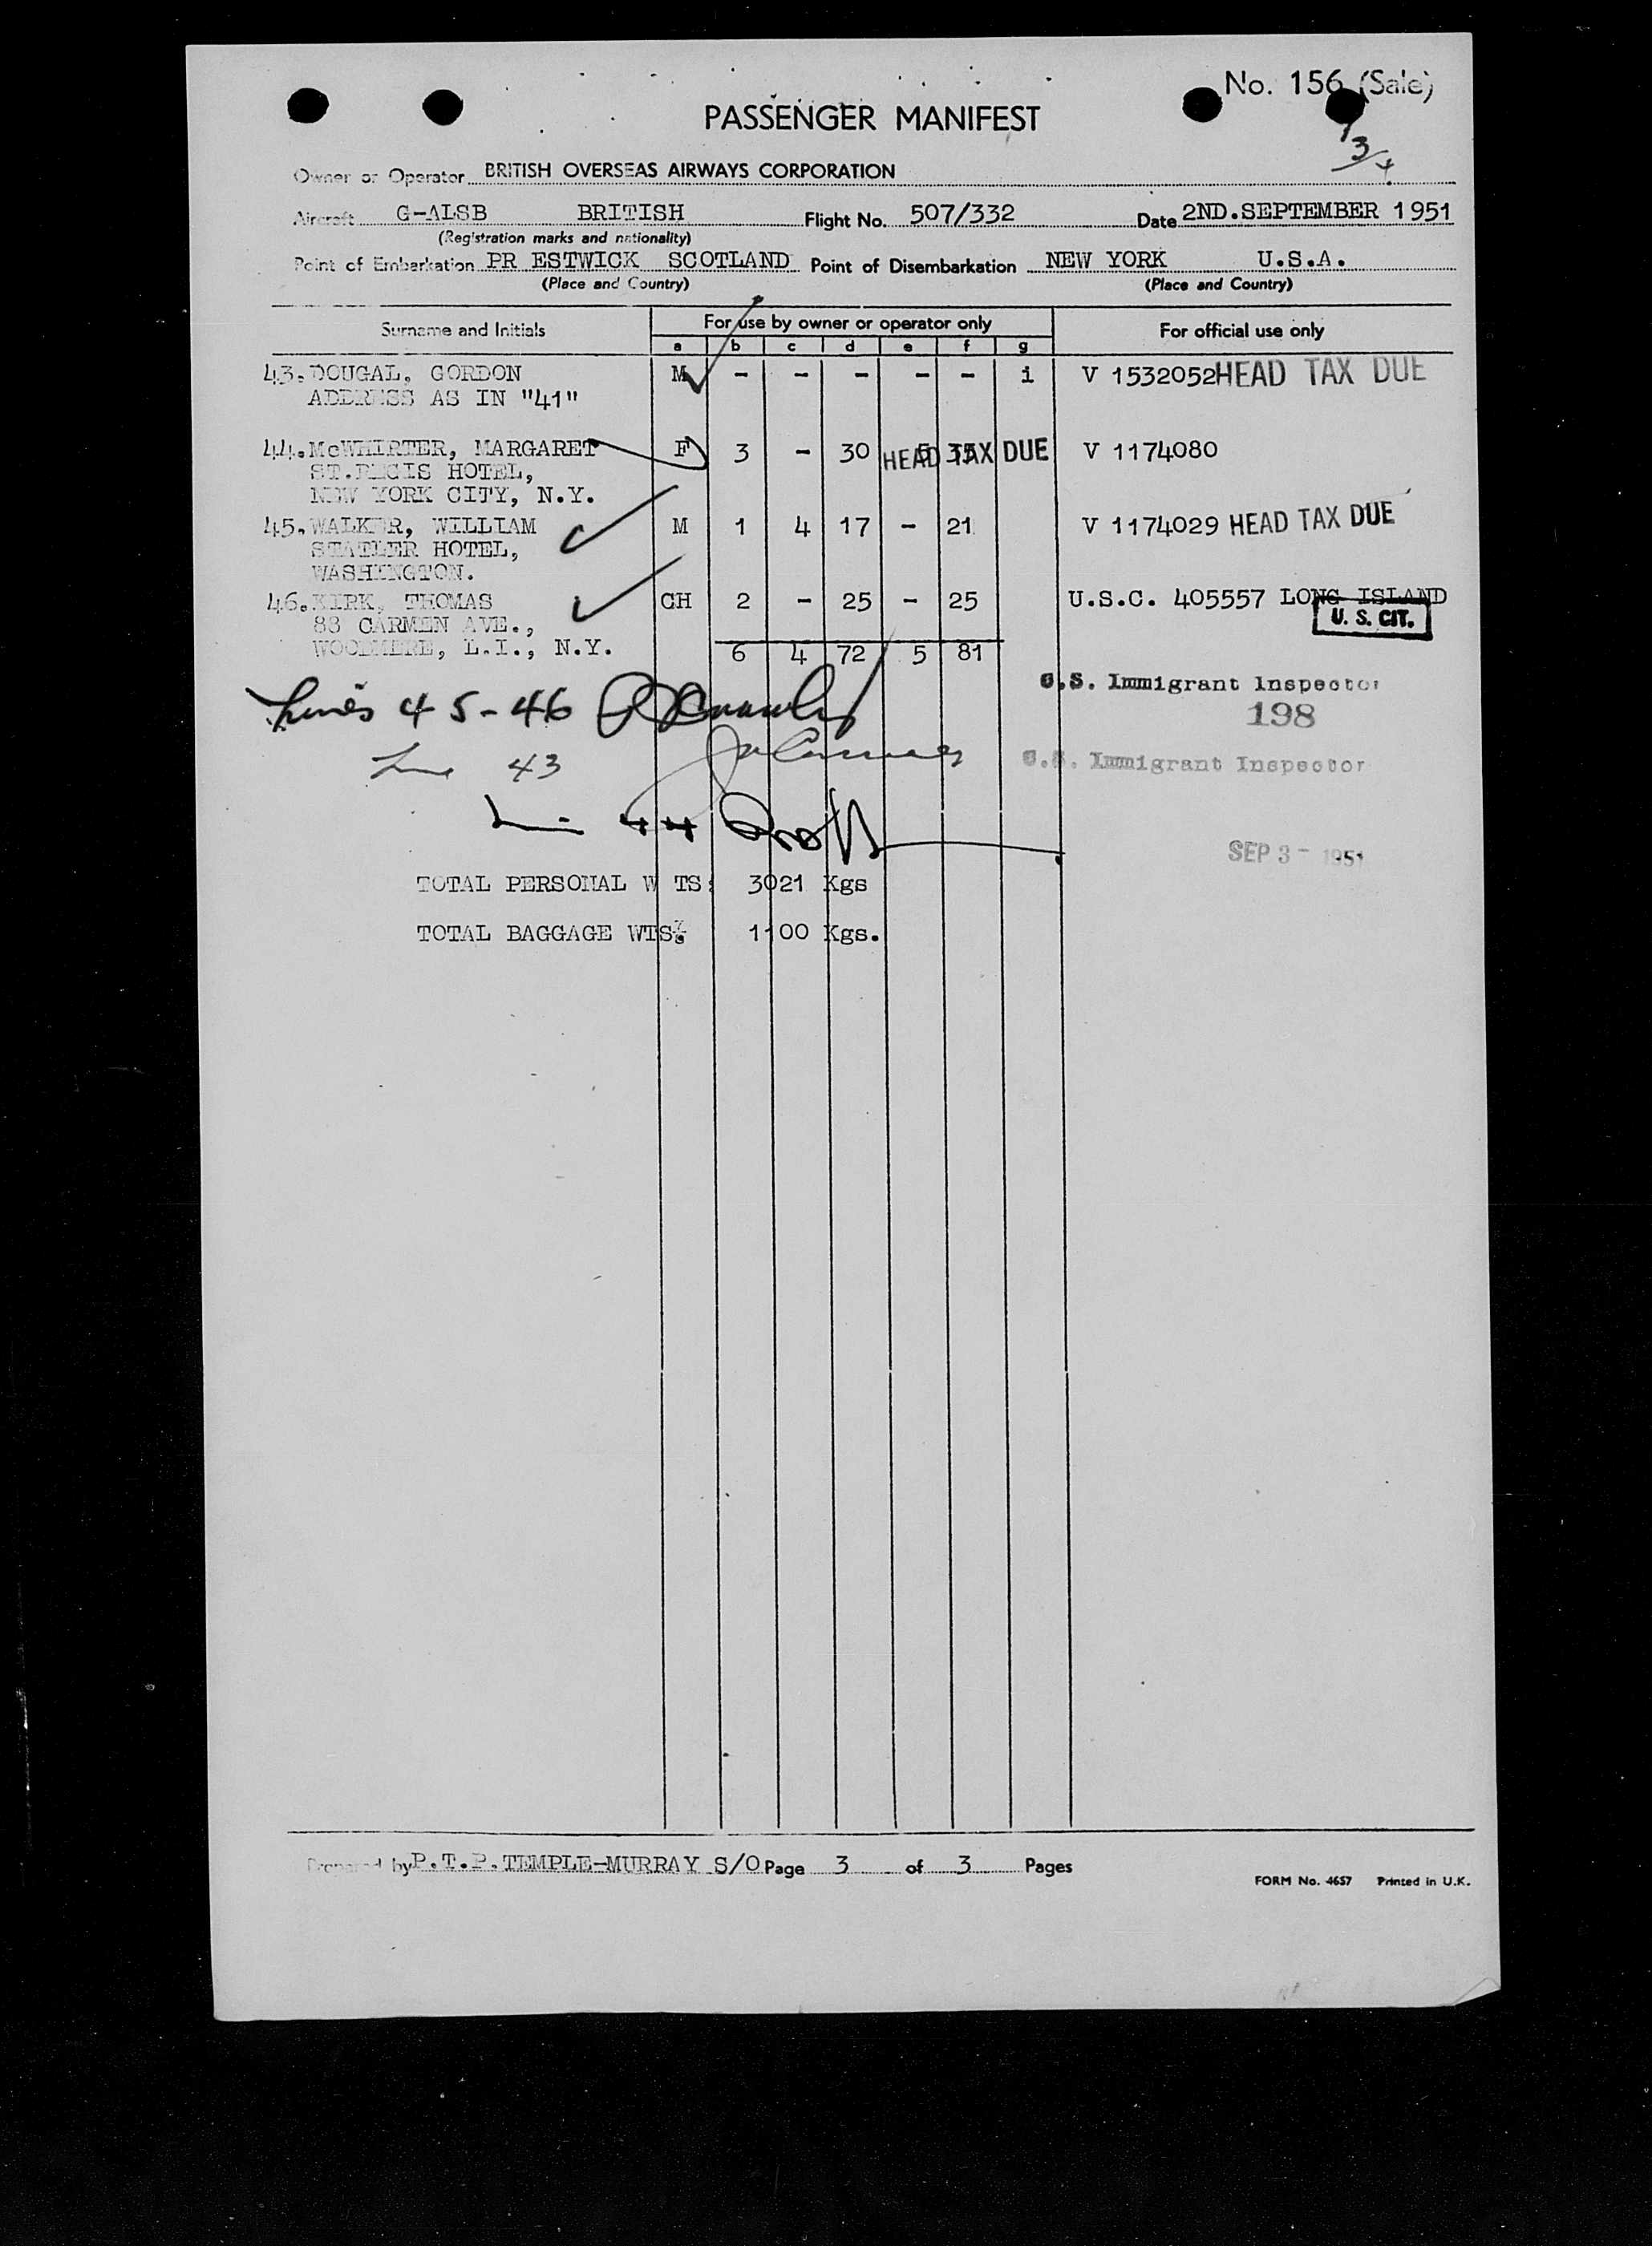 No. 156 (Sale)
PASSENGER MANIFEST
Owner or Operator BRITISH OVERSEAS AIRWAYS CORPORATION
Aircraft G-ALSB BRITISH Flight No. 507/332 Date 2ND.SEPTEMBER 1951
(Registration marks and nationality)
Point of Embarkation PR ESTWICK SCOTLAND Point of Disembarkation NEW YORK U.S.A.
(Place and Country) (Place and Country)
Surname and Initials For use by owner or operator only For official use only
a b c d e f g
43. DOUGAL, GORDON M - - - - - i V 1532052 HEAD TAX DUE
ADDRESS AS IN "41"
44. McWHIRTER, MARGARET F 3 - 30 5 35 HEAD TAX DUE V 1174080
ST.REGIS HOTEL,
NEW YORK CITY, N.Y.
45. WALKER, WILLIAM M 1 4 17 - 21 V 1174029 HEAD TAX DUE
STATLER HOTEL,
WASHINGTON.
46. KIRK, THOMAS CH 2 - 25 - 25 U.S.C. 405557 LONG ISLAND
83 CARMEN AVE.,
U. S. CIT.
WOODMERE, L.I., N.Y.
6 4 72 5 81
U.S. Immigrant Inspector
Lines 45-46
198
Line 43
U.S. Immigrant Inspector
Line 44
SEP 3 - 1951
TOTAL PERSONAL W TS: 3021 Kgs
TOTAL BAGGAGE WTS: 1100 Kgs.
Prepared by P.T.P. TEMPLE-MURRAY S/O Page 3 of 3 Pages
FORM No. 4657 Printed in U.K.